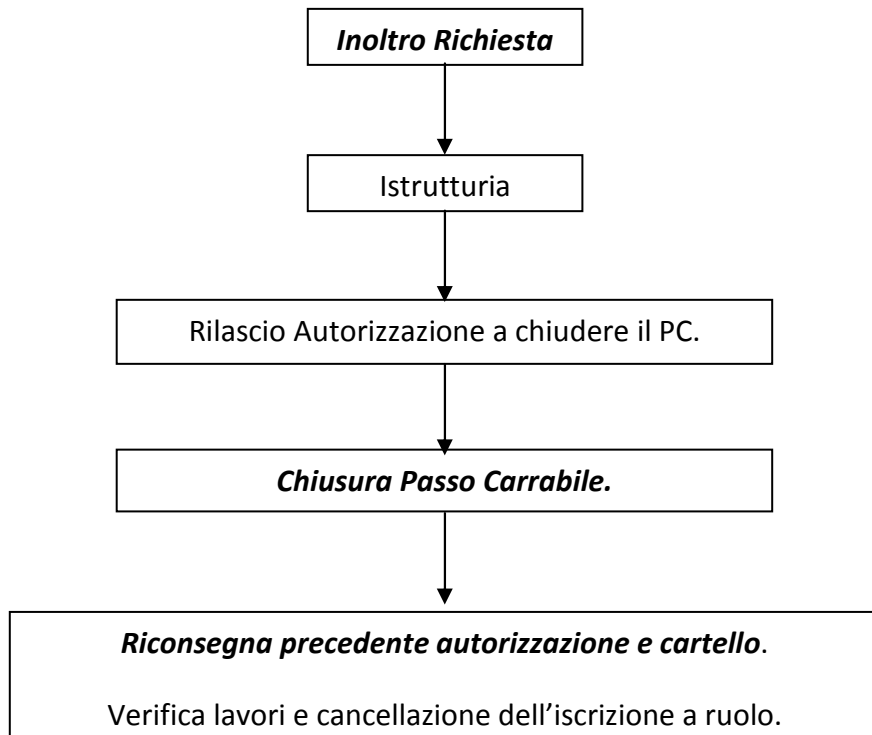 Inoltro Richiesta
Istrutturia
Rilascio Autorizzazione a chiudere il PC.
Chiusura Passo Carrabile.
Riconsegna precedente autorizzazione e cartello.
Verifica lavori e cancellazione dell’iscrizione a ruolo.